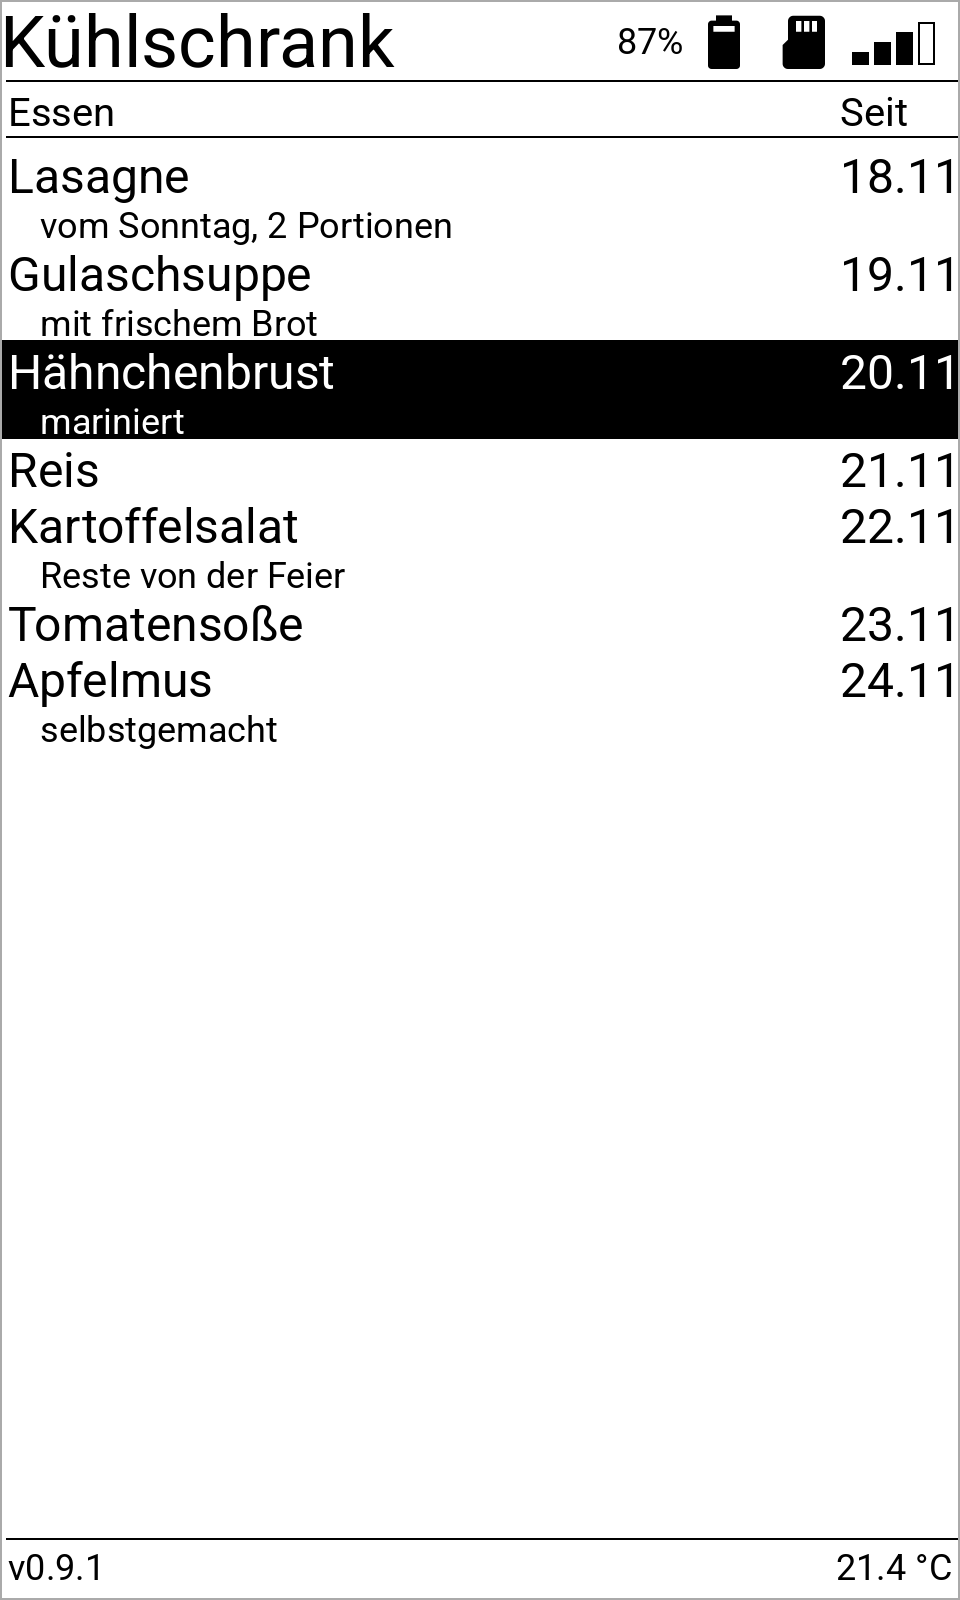 Kühlschrank 87%
Essen Seit
Lasagne 18.11
vom Sonntag, 2 Portionen
Gulaschsuppe 19.11
mit frischem Brot
Hähnchenbrust 20.11
mariniert
Reis 21.11
Kartoffelsalat 22.11
Reste von der Feier
Tomatensoße 23.11
Apfelmus 24.11
selbstgemacht
v0.9.1 21.4 °C